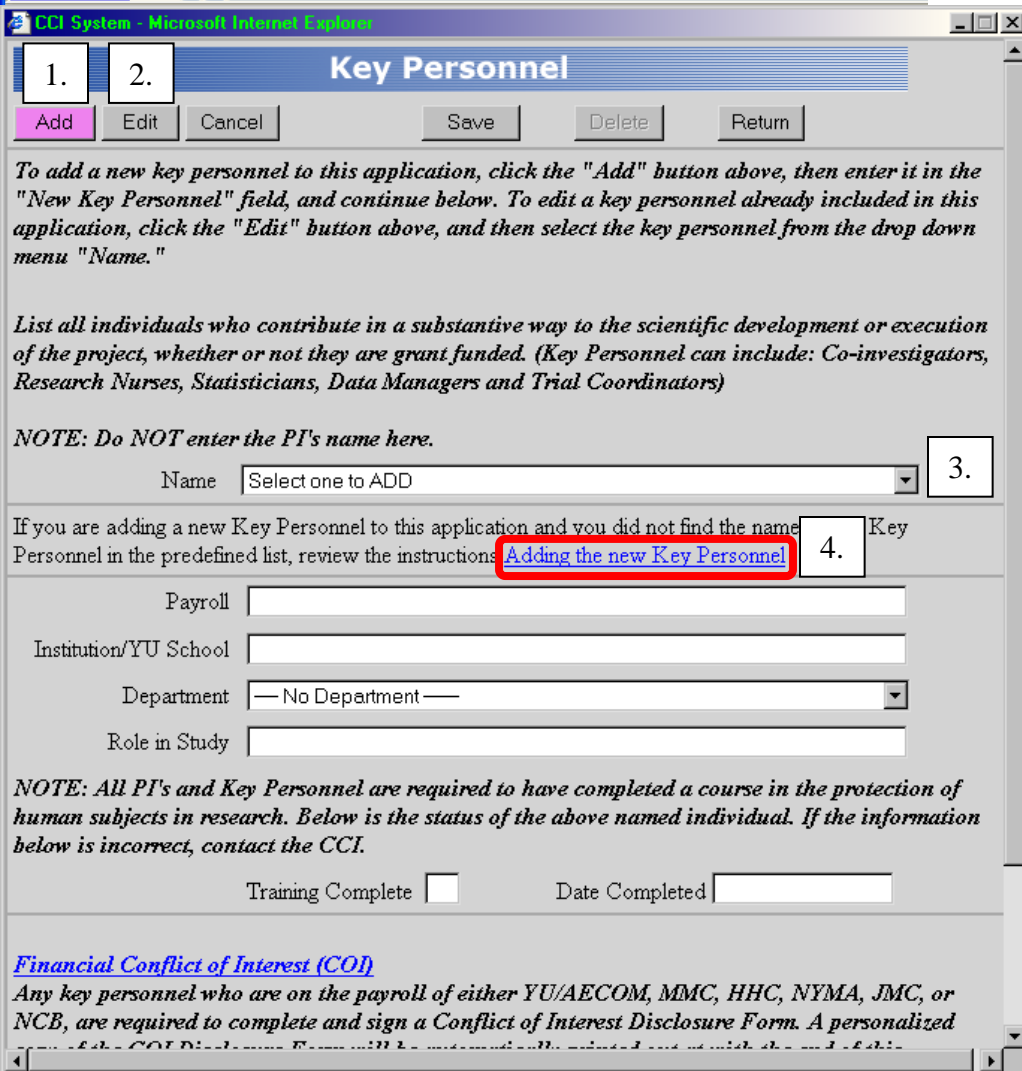 CCI System - Microsoft Internet Explorer
1. 2. Key Personnel
Add Edit Cancel Save Delete Return
To add a new key personnel to this application, click the "Add" button above, then enter it in the
"New Key Personnel" field, and continue below. To edit a key personnel already included in this
application, click the "Edit" button above, and then select the key personnel from the drop down
menu "Name."
List all individuals who contribute in a substantive way to the scientific development or execution
of the project, whether or not they are grant funded. (Key Personnel can include: Co-investigators,
Research Nurses, Statisticians, Data Managers and Trial Coordinators)
NOTE: Do NOT enter the PI's name here.
Name Select one to ADD 3.
If you are adding a new Key Personnel to this application and you did not find the name Key
Personnel in the predefined list, review the instructions Adding the new Key Personnel 4.
Payroll
Institution/YU School
Department — No Department —
Role in Study
NOTE: All PI's and Key Personnel are required to have completed a course in the protection of
human subjects in research. Below is the status of the above named individual. If the information
below is incorrect, contact the CCI.
Training Complete Date Completed
Financial Conflict of Interest (COI)
Any key personnel who are on the payroll of either YU/AECOM, MMC, HHC, NYMA, JMC, or
NCB, are required to complete and sign a Conflict of Interest Disclosure Form. A personalized